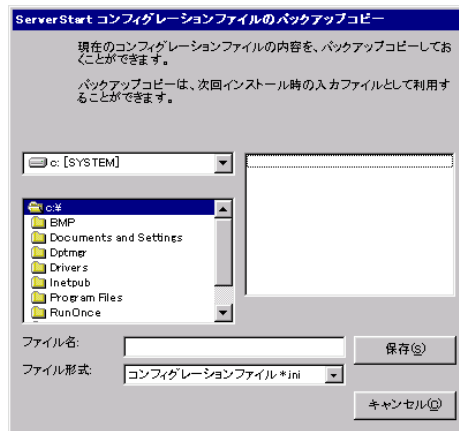 ServerStart コンフィグレーションファイルのバックアップコピー
現在のコンフィグレーションファイルの内容を、バックアップコピーしてお
くことができます。
バックアップコピーは、次回インストール時の入力ファイルとして利用す
ることができます。
c: [SYSTEM]
c:¥
BMP
Documents and Settings
Dptmgr
Drivers
Inetpub
Program Files
RunOnce
ファイル名:
保存(S)
ファイル形式:
コンフィグレーションファイル *.ini
キャンセル(Q)